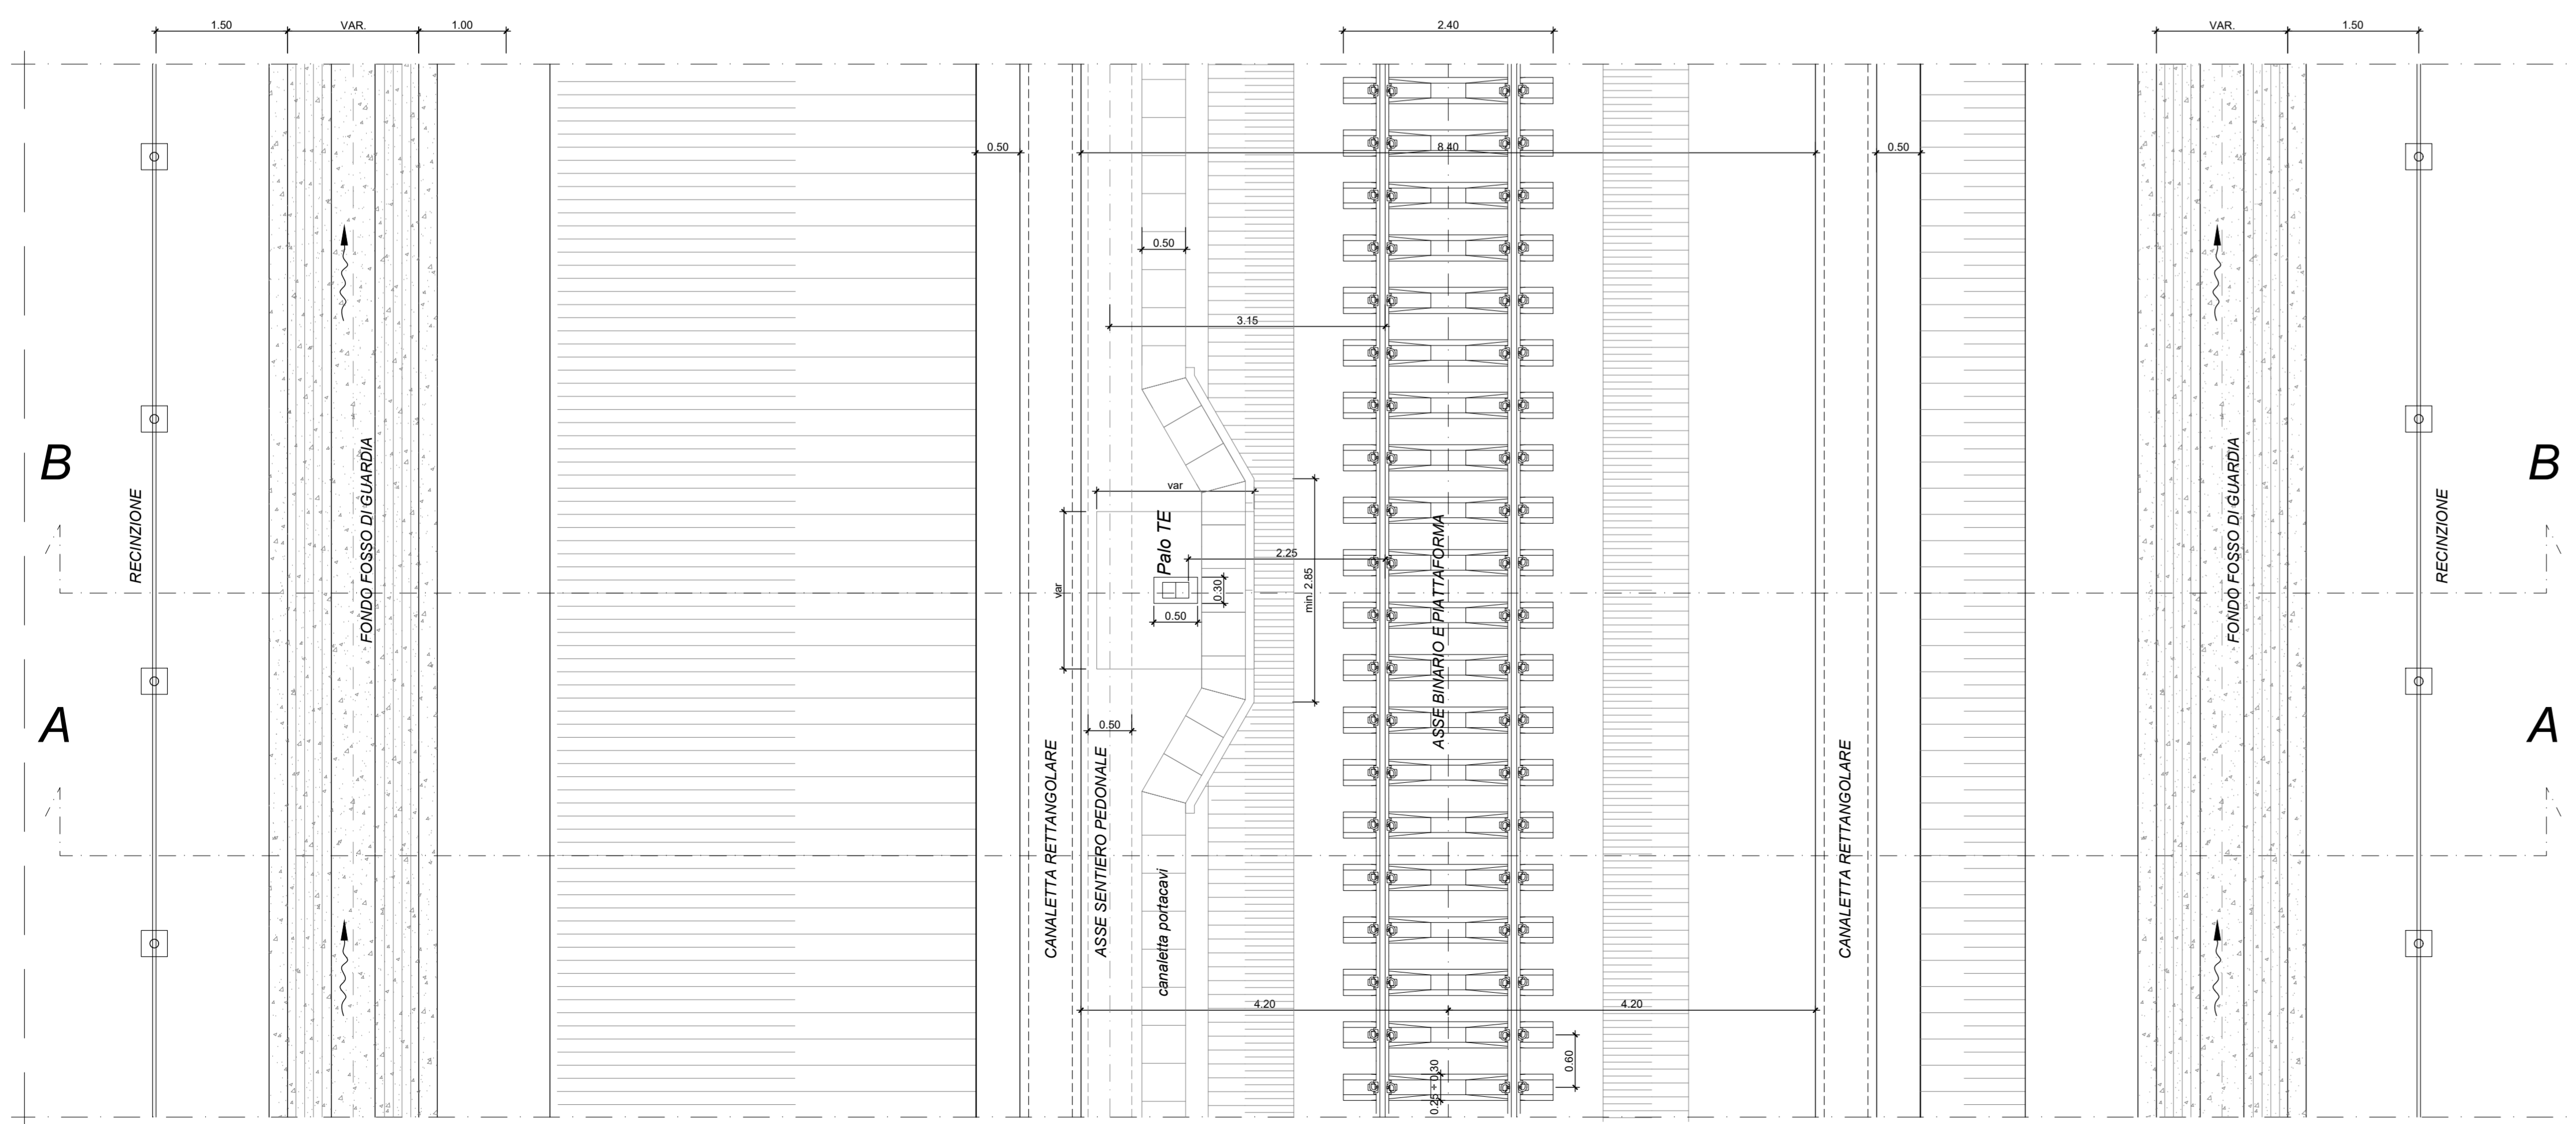 1.50
VAR.
1.00
2.40
VAR.
1.50
0.50
8.40
0.50
0.50
3.15
B
RECINZIONE
FONDO FOSSO DI GUARDIA
var
var
Palo TE
2.25
0.30
0.50
min. 2.85
ASSE BINARIO E PIATTAFORMA
FONDO FOSSO DI GUARDIA
RECINZIONE
B
A
0.50
CANALETTA RETTANGOLARE
ASSE SENTIERO PEDONALE
canaletta portacavi
CANALETTA RETTANGOLARE
A
4.20
4.20
0.60
0.25 ÷ 0.30